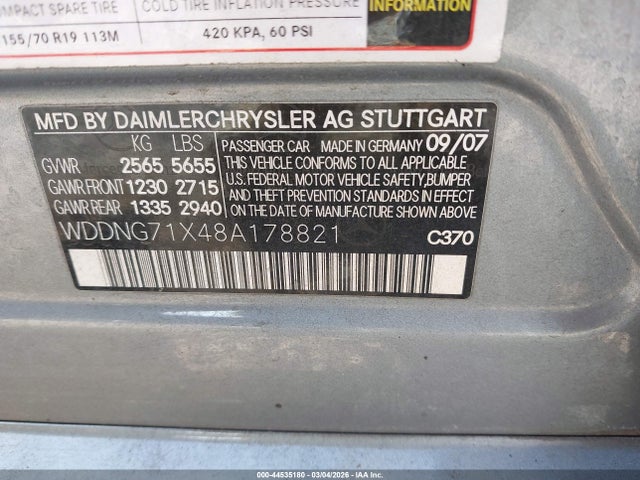 COMPACT SPARE TIRE COLD TIRE INFLATION PRESSURE
155/70 R19 113M 420 KPA, 60 PSI
INFORMATION
MFD BY DAIMLERCHRYSLER AG STUTTGART
KG LBS
GVWR 2565 5655
GAWR FRONT 1230 2715
GAWR REAR 1335 2940
PASSENGER CAR MADE IN GERMANY 09/07
THIS VEHICLE CONFORMS TO ALL APPLICABLE
U.S. FEDERAL MOTOR VEHICLE SAFETY, BUMPER
AND THEFT PREVENTION STANDARDS IN EFFECT
ON THE DATE OF MANUFACTURE SHOWN ABOVE.
WDDNG71X48A178821 C370
000-44535160 - 03/04/2026 - IAA Inc.